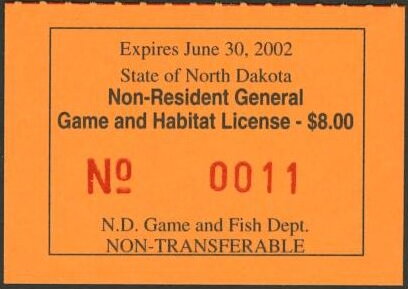 Expires June 30, 2002
State of North Dakota
Non-Resident General
Game and Habitat License - $8.00
Nº 0011
N.D. Game and Fish Dept.
NON-TRANSFERABLE